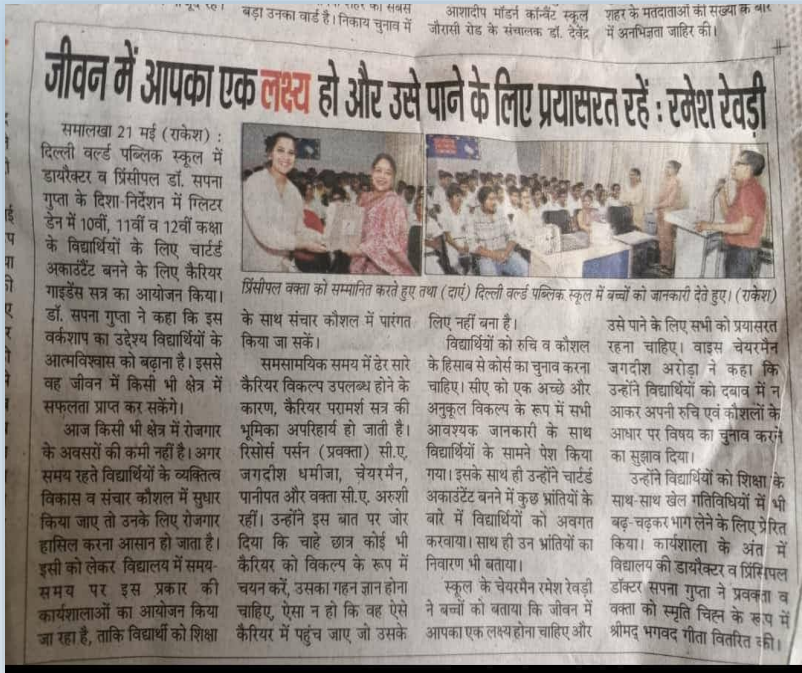 बड़ा उनका वार्ड है। निकाय चुनाव में
आशादीप मॉडर्न कॉन्वेंट स्कूल
जौरासी रोड के संचालक डॉ. देवेंद्र
शहर के मतदाताओं की संख्या के बारे
में अनभिज्ञता जाहिर की।
जीवन में आपका एक लक्ष्य हो और उसे पाने के लिए प्रयासरत रहें : रमेश रेवड़ी
समालखा 21 मई (राकेश) :
दिल्ली वर्ल्ड पब्लिक स्कूल में
डायरैक्टर व प्रिंसीपल डॉ. सपना
गुप्ता के दिशा-निर्देशन में ग्लिटर
डेन में 10वीं, 11वीं व 12वीं कक्षा
के विद्यार्थियों के लिए चार्टर्ड
अकाउंटैंट बनने के लिए कैरियर
गाइडैंस सत्र का आयोजन किया।
डॉ. सपना गुप्ता ने कहा कि इस
वर्कशाप का उद्देश्य विद्यार्थियों के
आत्मविश्वास को बढ़ाना है। इससे
वह जीवन में किसी भी क्षेत्र में
सफलता प्राप्त कर सकेंगे।
आज किसी भी क्षेत्र में रोजगार
के अवसरों की कमी नहीं है। अगर
समय रहते विद्यार्थियों के व्यक्तित्व
विकास व संचार कौशल में सुधार
किया जाए तो उनके लिए रोजगार
हासिल करना आसान हो जाता है।
इसी को लेकर विद्यालय में समय-
समय पर इस प्रकार की
कार्यशालाओं का आयोजन किया
जा रहा है, ताकि विद्यार्थी को शिक्षा
प्रिंसीपल वक्ता को सम्मानित करते हुए तथा (दाएं) दिल्ली वर्ल्ड पब्लिक स्कूल में बच्चों को जानकारी देते हुए। (राकेश)
के साथ संचार कौशल में पारंगत
किया जा सकें।
समसामयिक समय में ढेर सारे
कैरियर विकल्प उपलब्ध होने के
कारण, कैरियर परामर्श सत्र की
भूमिका अपरिहार्य हो जाती है।
रिसोर्स पर्सन (प्रवक्ता) सी.ए.
जगदीश धमीजा, चेयरमैन,
पानीपत और वक्ता सी.ए. अरुशी
रहीं। उन्होंने इस बात पर जोर
दिया कि चाहे छात्र कोई भी
कैरियर को विकल्प के रूप में
चयन करें, उसका गहन ज्ञान होना
चाहिए, ऐसा न हो कि वह ऐसे
कैरियर में पहुंच जाए जो उसके
लिए नहीं बना है।
विद्यार्थियों को रुचि व कौशल
के हिसाब से कोर्स का चुनाव करना
चाहिए। सीए को एक अच्छे और
अनुकूल विकल्प के रूप में सभी
आवश्यक जानकारी के साथ
विद्यार्थियों के सामने पेश किया
गया। इसके साथ ही उन्होंने चार्टर्ड
अकाउंटैंट बनने में कुछ भ्रांतियों के
बारे में विद्यार्थियों को अवगत
करवाया। साथ ही उन भ्रांतियों का
निवारण भी बताया।
स्कूल के चेयरमैन रमेश रेवड़ी
ने बच्चों को बताया कि जीवन में
आपका एक लक्ष्य होना चाहिए और
उसे पाने के लिए सभी को प्रयासरत
रहना चाहिए। वाइस चेयरमैन
जगदीश अरोड़ा ने कहा कि
उन्होंने विद्यार्थियों को दबाव में न
आकर अपनी रुचि एवं कौशलों के
आधार पर विषय का चुनाव करने
का सुझाव दिया।
उन्होंने विद्यार्थियों को शिक्षा के
साथ-साथ खेल गतिविधियों में भी
बढ़-चढ़कर भाग लेने के लिए प्रेरित
किया। कार्यशाला के अंत में
विद्यालय की डायरैक्टर व प्रिंसिपल
डॉक्टर सपना गुप्ता ने प्रवक्ता व
वक्ता को स्मृति चिह्न के रूप में
श्रीमद् भगवद गीता वितरित की।